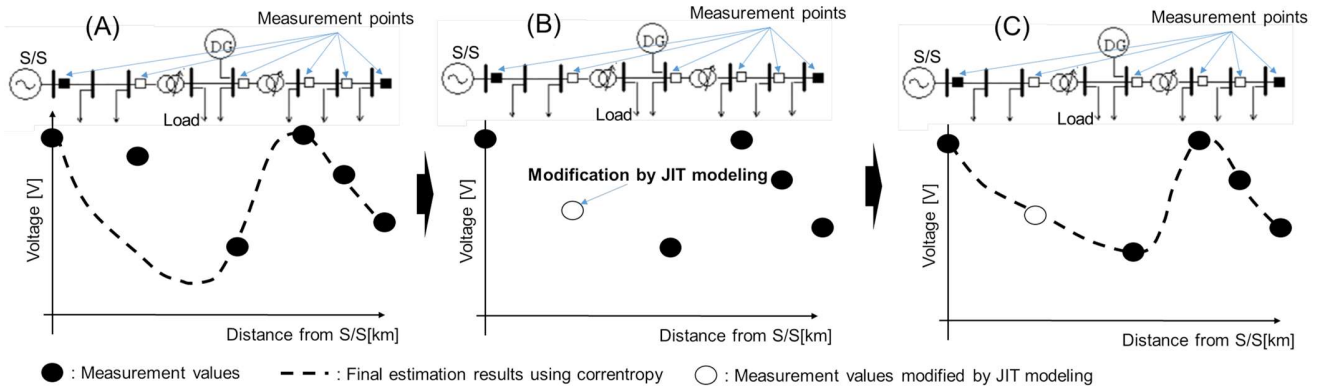 (A)
Measurement points
S/S
DG
Load
Voltage [V]
Distance from S/S[km]
(B)
Measurement points
S/S
DG
Load
Modification by JIT modeling
Voltage [V]
Distance from S/S[km]
(C)
Measurement points
S/S
DG
Load
Voltage [V]
Distance from S/S[km]
: Measurement values
: Final estimation results using correntropy
: Measurement values modified by JIT modeling